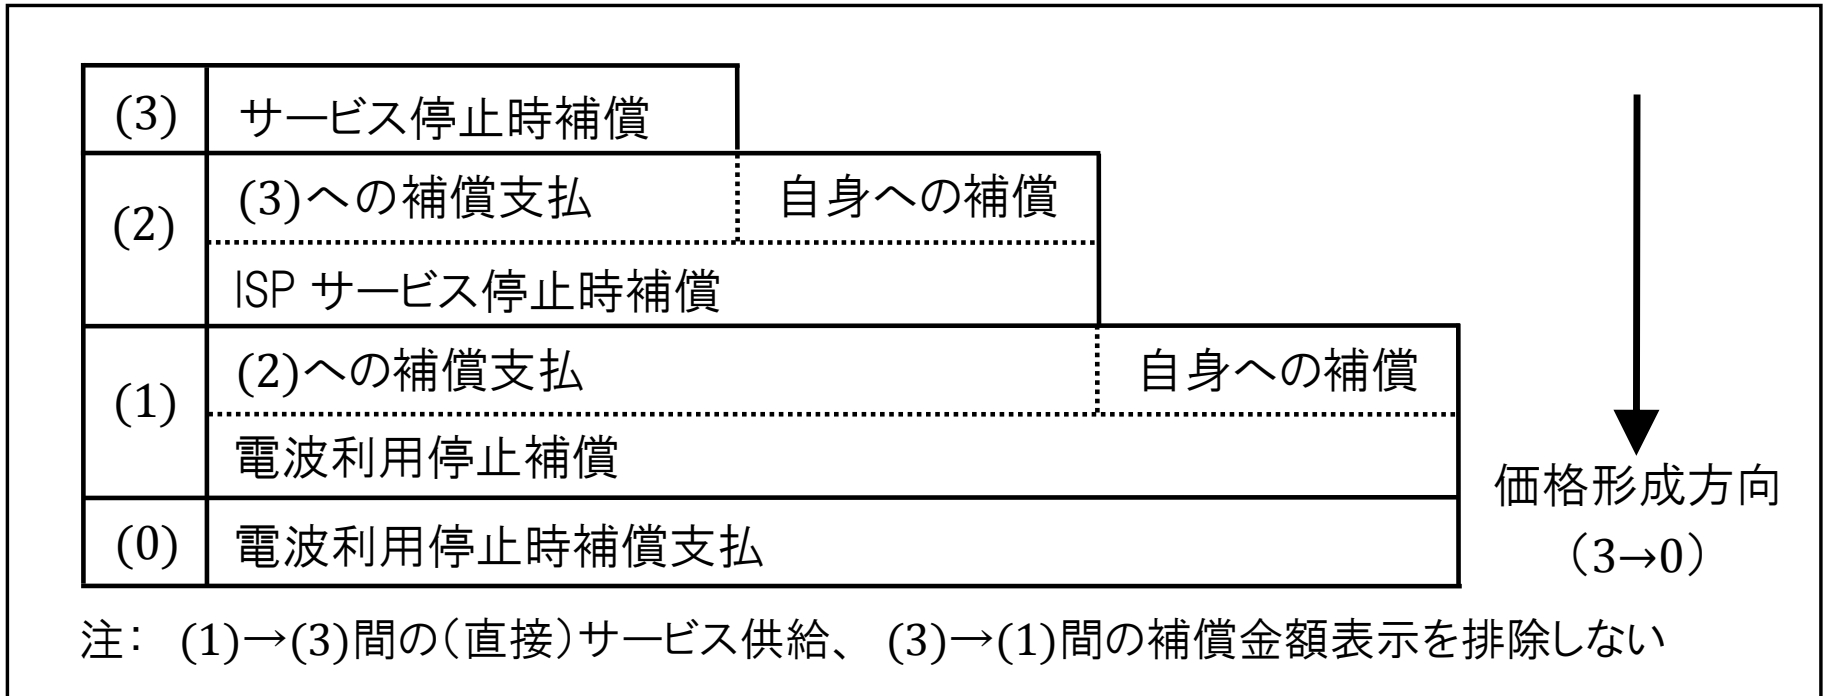 (3) サービス停止時補償
(2)
(3)への補償支払 自身への補償
ISP サービス停止時補償
(1)
(2)への補償支払 自身への補償
電波利用停止補償
(0) 電波利用停止時補償支払
価格形成方向
（3→0）
注： (1)→(3)間の（直接）サービス供給、 (3)→(1)間の補償金額表示を排除しない